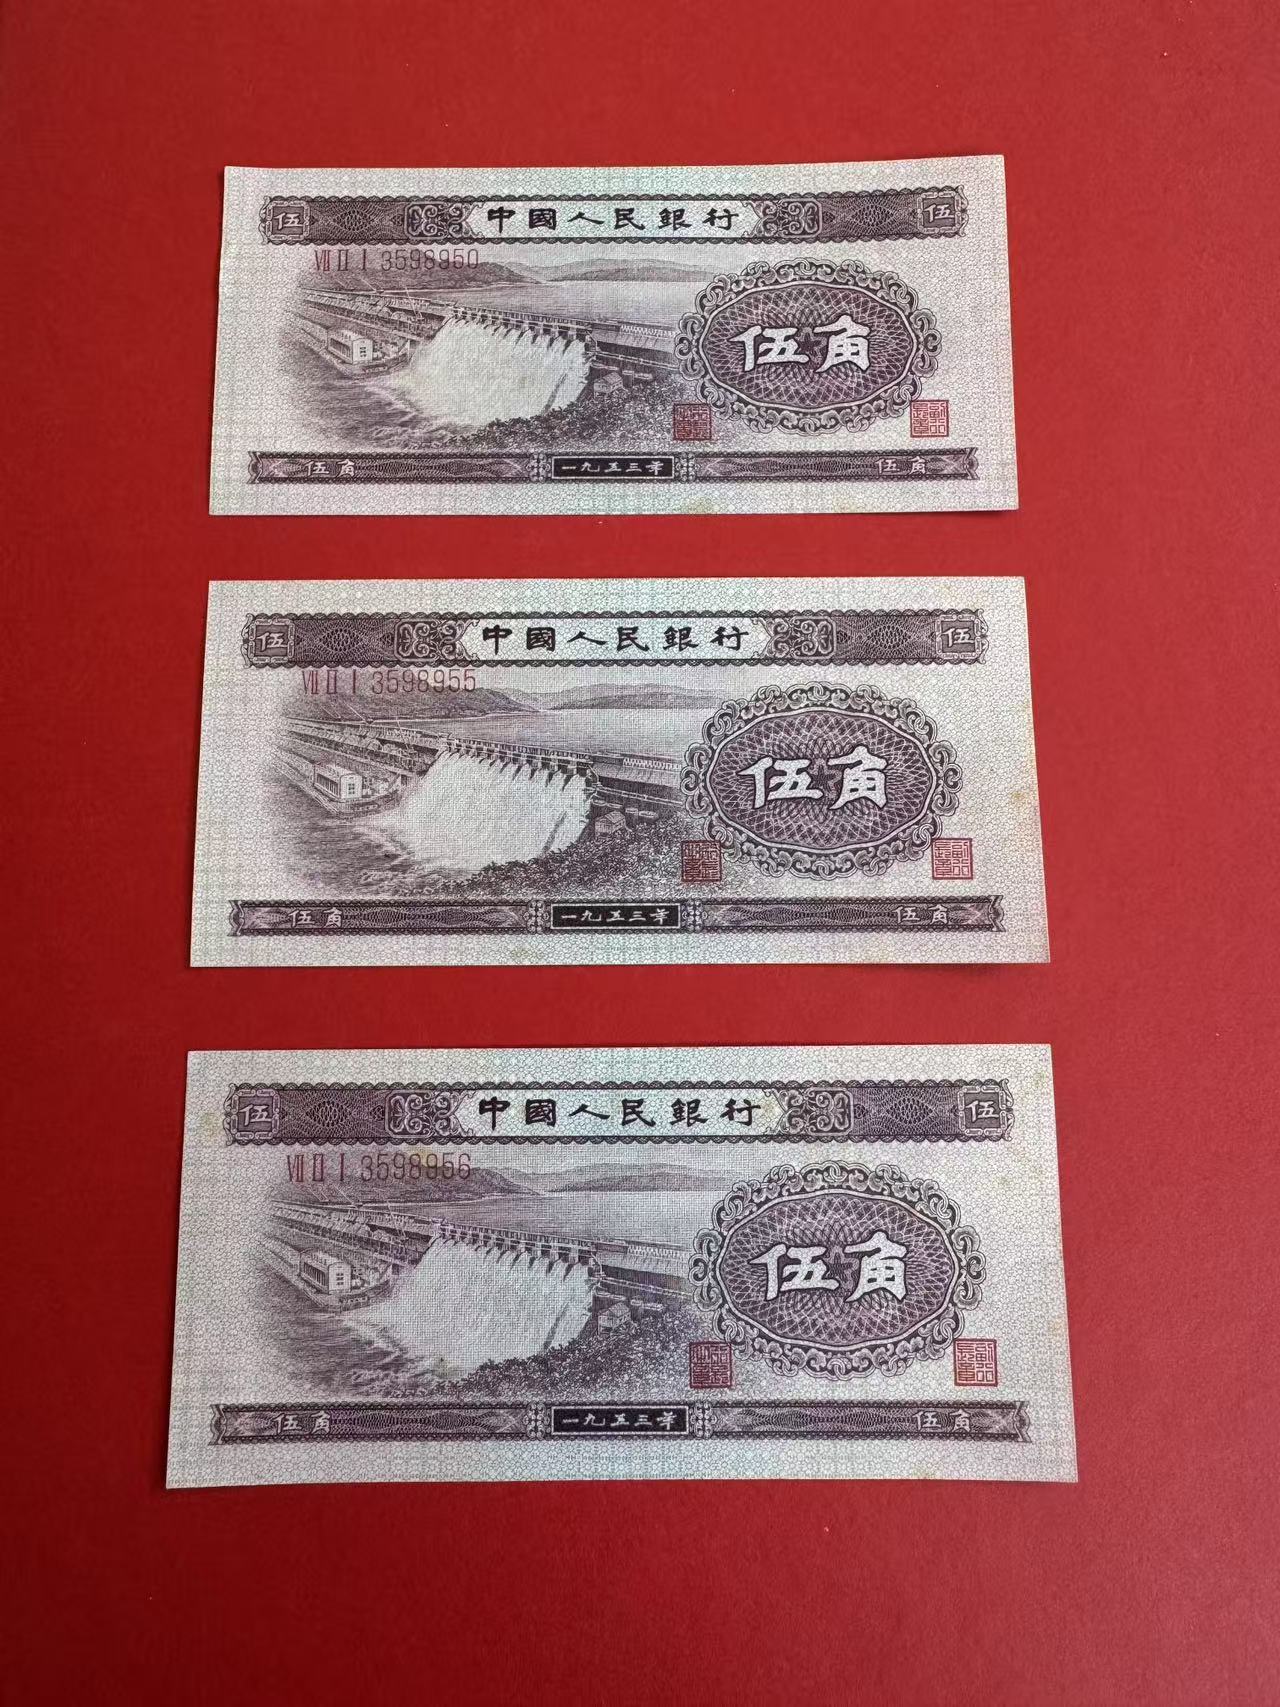 伍 中國人民銀行 伍
VII II I 3598950
伍角
伍角 一九五三年 伍角
伍 中國人民銀行 伍
VII II I 3598955
伍角
伍角 一九五三年 伍角
伍 中國人民銀行 伍
VII II I 3598956
伍角
伍角 一九五三年 伍角